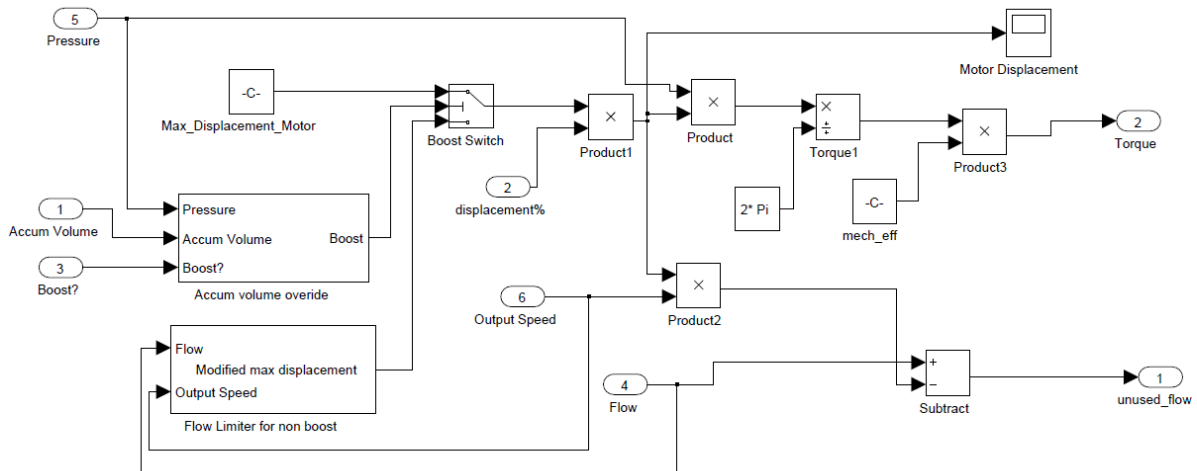 5
Pressure
Motor Displacement
-C-
Max_Displacement_Motor
Boost Switch
×
Product1
×
Product
×
÷
Torque1
×
Product3
2
Torque
2
displacement%
2* Pi
-C-
mech_eff
1
Accum Volume
3
Boost?
Pressure
Accum Volume
Boost?
Boost
Accum volume overide
6
Output Speed
×
Product2
Flow
Modified max displacement
Output Speed
Flow Limiter for non boost
4
Flow
+
−
Subtract
1
unused_flow